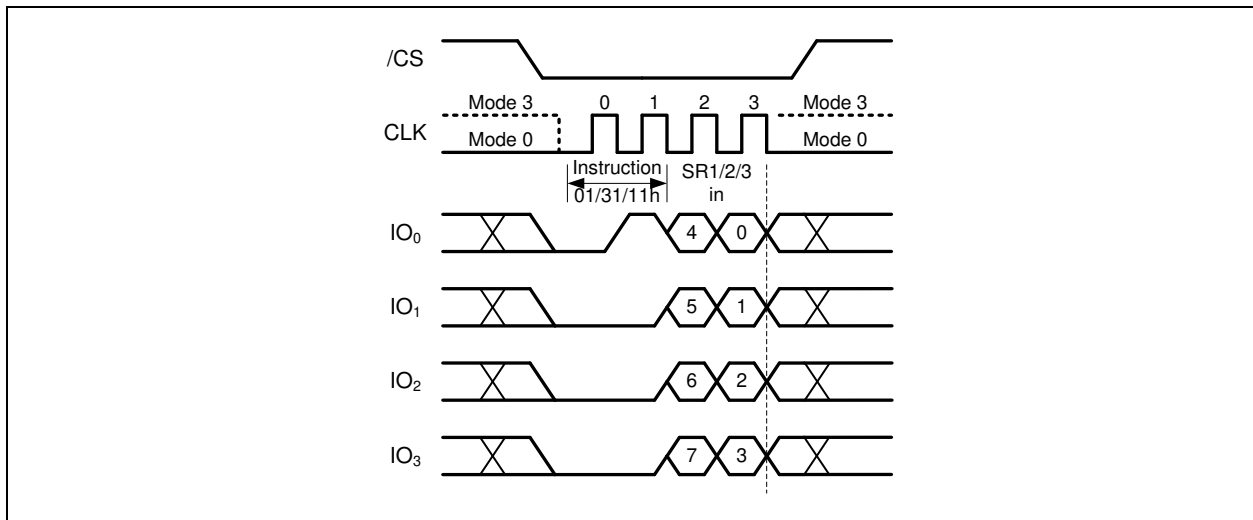 /CS
Mode 3 0 1 2 3 Mode 3
CLK
Mode 0 Mode 0
Instruction SR1/2/3
01/31/11h in
IO₀ 4 0
IO₁ 5 1
IO₂ 6 2
IO₃ 7 3